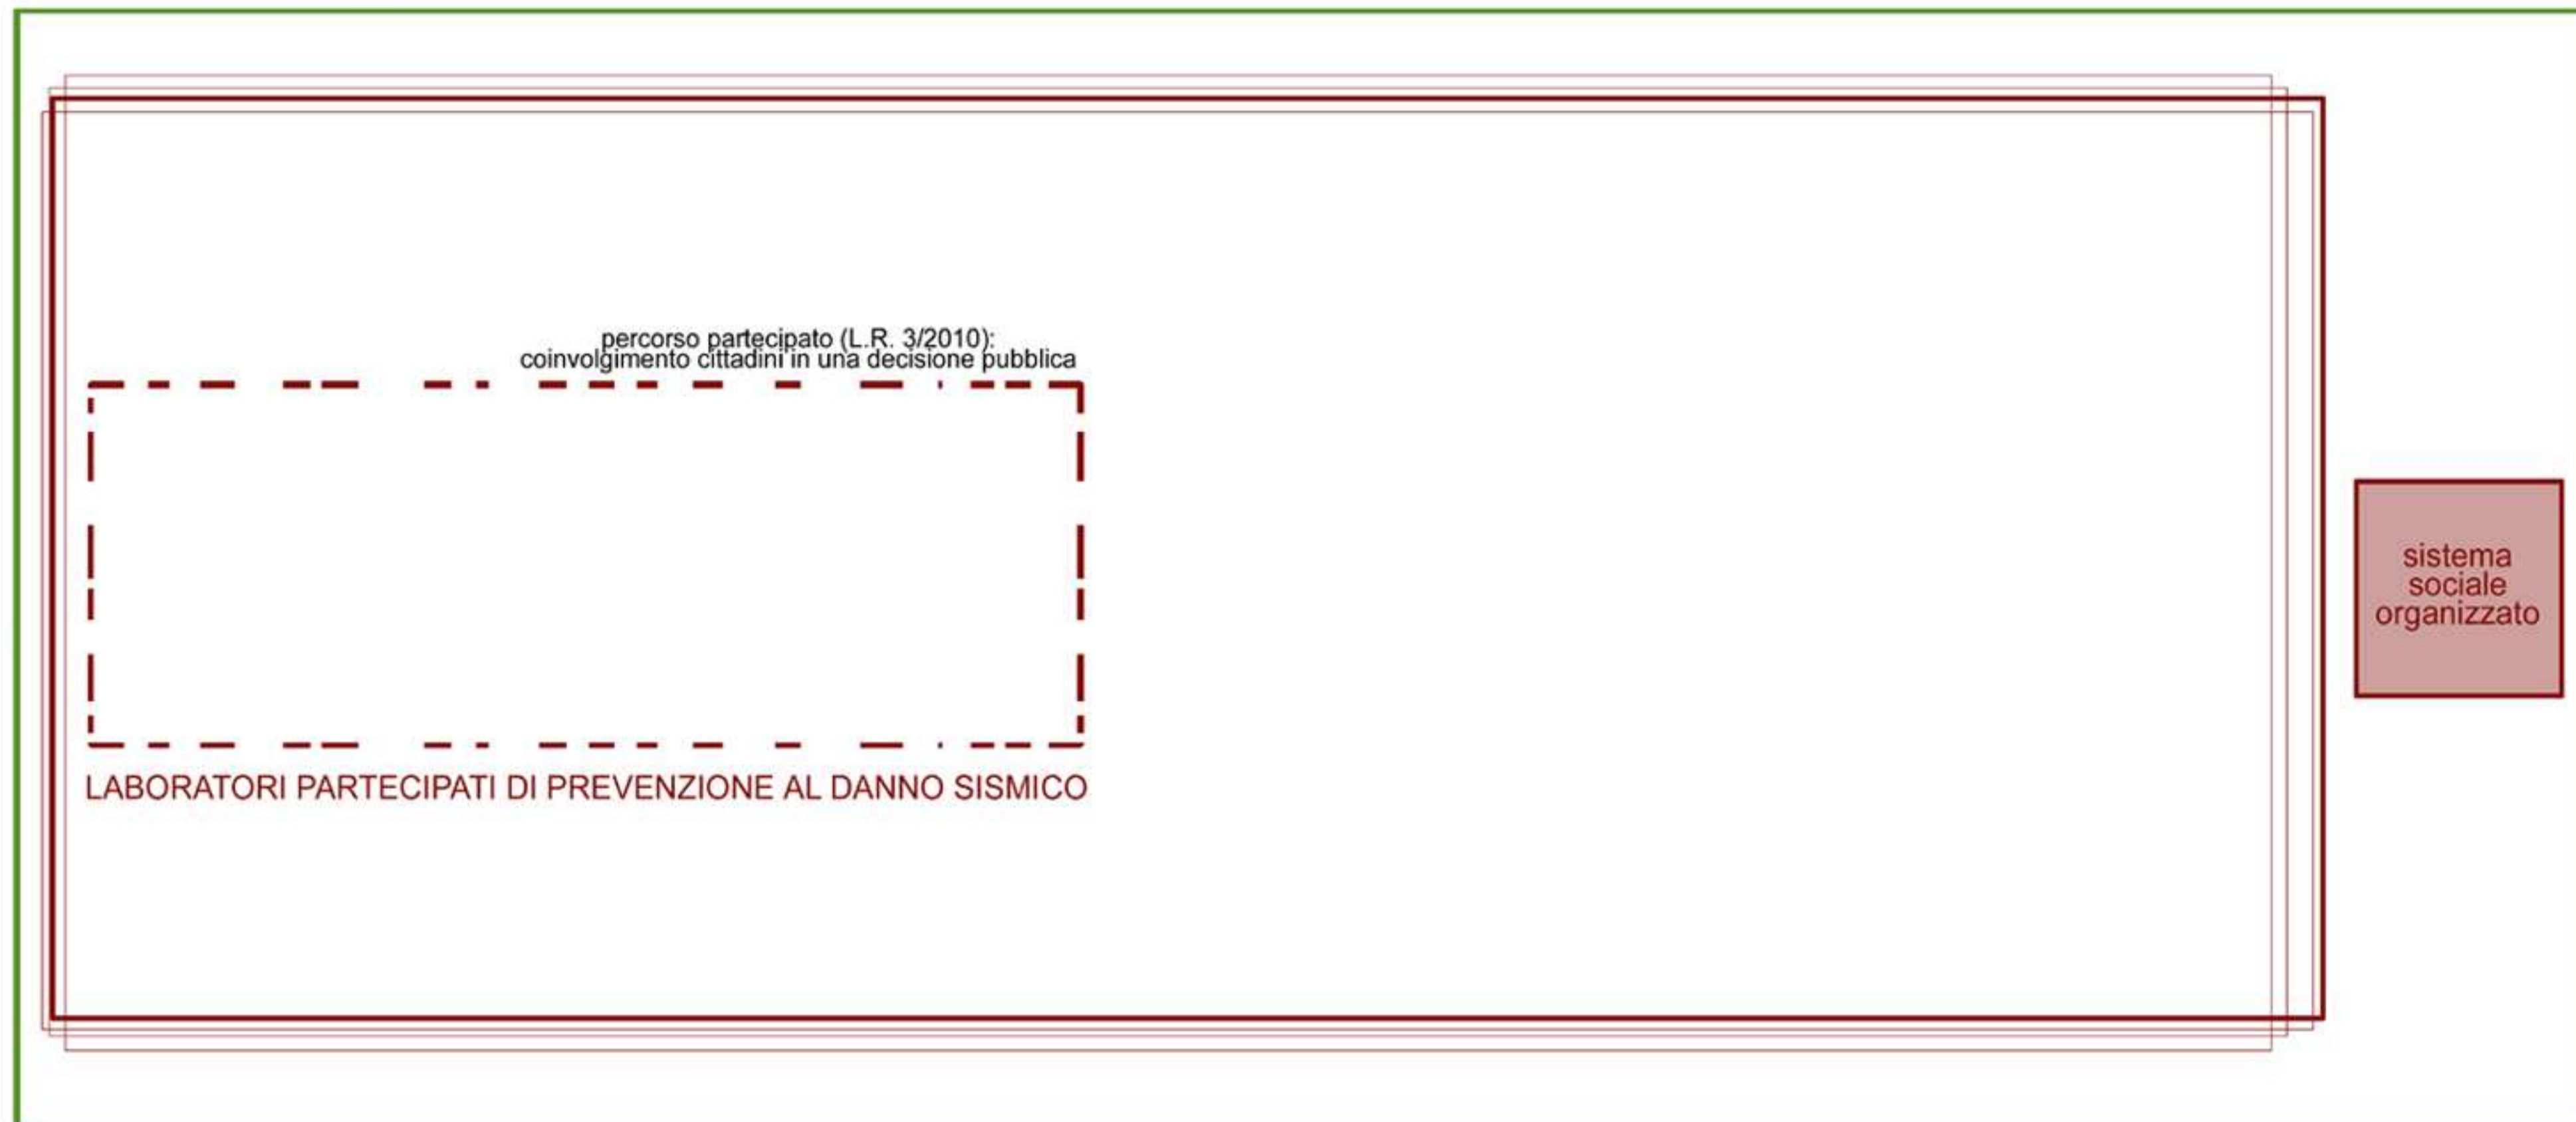 percorso partecipato (L.R. 3/2010):
coinvolgimento cittadini in una decisione pubblica
LABORATORI PARTECIPATI DI PREVENZIONE AL DANNO SISMICO
sistema
sociale
organizzato